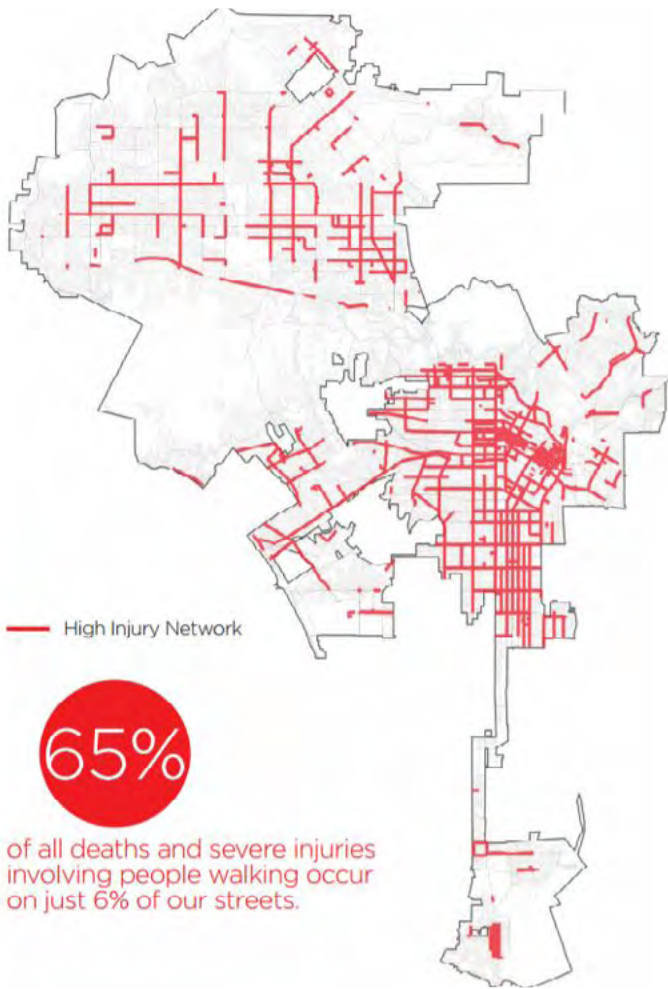 High Injury Network
65%
of all deaths and severe injuries
involving people walking occur
on just 6% of our streets.